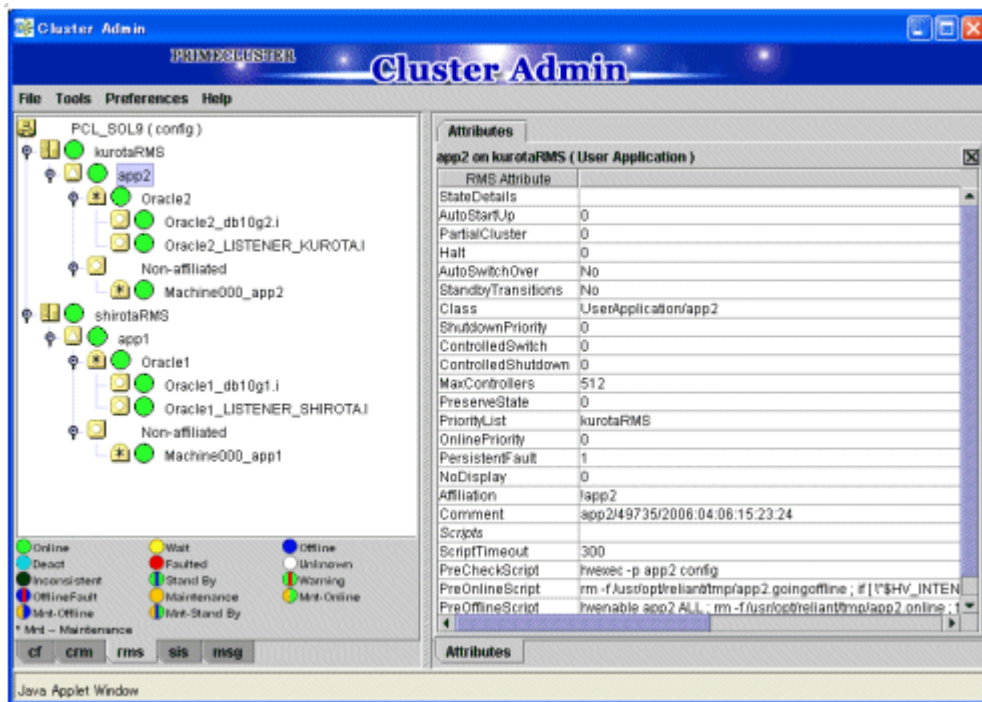 Cluster Admin
PRIMECLUSTER
Cluster Admin
File Tools Preferences Help
PCL_SOL9 ( config )
kurotaRMS
app2
Oracle2
Oracle2_db10g2.i
Oracle2_LISTENER_KUROTA.l
Non-affiliated
Machine000_app2
shirotaRMS
app1
Oracle1
Oracle1_db10g1.i
Oracle1_LISTENER_SHIROTA.l
Non-affiliated
Machine000_app1
Online Wait Offline
Deact Faulted Unknown
Inconsistent Stand By Warning
OfflineFault Maintenance Mnt-Online
Mnt-Offline Mnt-Stand By
* Mnt – Maintenance
cf crm rms sis msg
Attributes
app2 on kurotaRMS ( User Application )
RMS Attribute
StateDetails
AutoStartUp 0
PartialCluster 0
Halt 0
AutoSwitchOver No
StandbyTransitions No
Class UserApplication/app2
ShutdownPriority 0
ControlledSwitch 0
ControlledShutdown 0
MaxControllers 512
PreserveState 0
PriorityList kurotaRMS
OnlinePriority 0
PersistentFault 1
NoDisplay 0
Affiliation !app2
Comment app2/49735/2006:04:06:15:23:24
Scripts
ScriptTimeout 300
PreCheckScript hvexec -p app2 config
PreOnlineScript rm -f /usr/opt/reliant/tmp/app2.goingoffline ; if [ \"$HV_INTEN
PreOfflineScript hvenable app2 ALL ; rm -f /usr/opt/reliant/tmp/app2.online ;
Attributes
Java Applet Window